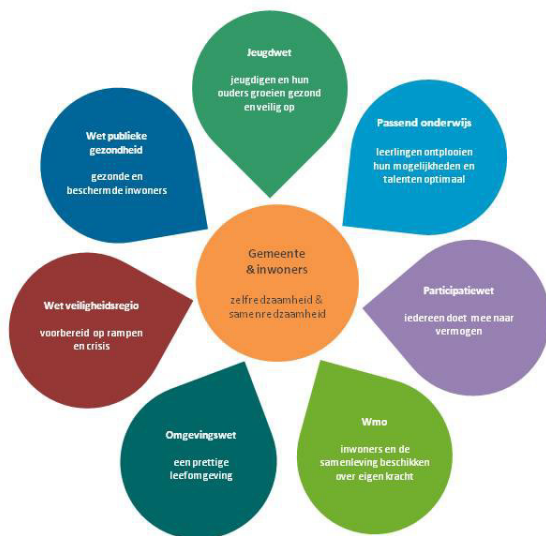 Jeugdwet
jeugdigen en hun
ouders groeien gezond
en veilig op
Passend onderwijs
leerlingen ontplooien
hun mogelijkheden en
talenten optimaal
Participatiewet
iedereen doet mee naar
vermogen
Wmo
inwoners en de
samenleving beschikken
over eigen kracht
Omgevingswet
een prettige
leefomgeving
Wet veiligheidsregio
voorbereid op rampen
en crisis
Wet publieke
gezondheid
gezonde en
beschermde inwoners
Gemeente
& inwoners
zelfredzaamheid &
samenredzaamheid